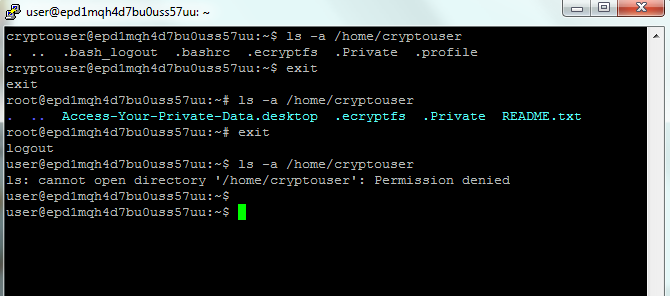 user@epd1mqh4d7bu0uss57uu: ~
cryptouser@epd1mqh4d7bu0uss57uu:~$ ls -a /home/cryptouser
. .. .bash_logout .bashrc .ecryptfs .Private .profile
cryptouser@epd1mqh4d7bu0uss57uu:~$ exit
exit
root@epd1mqh4d7bu0uss57uu:~# ls -a /home/cryptouser
. .. Access-Your-Private-Data.desktop .ecryptfs .Private README.txt
root@epd1mqh4d7bu0uss57uu:~# exit
logout
user@epd1mqh4d7bu0uss57uu:~$ ls -a /home/cryptouser
ls: cannot open directory '/home/cryptouser': Permission denied
user@epd1mqh4d7bu0uss57uu:~$
user@epd1mqh4d7bu0uss57uu:~$